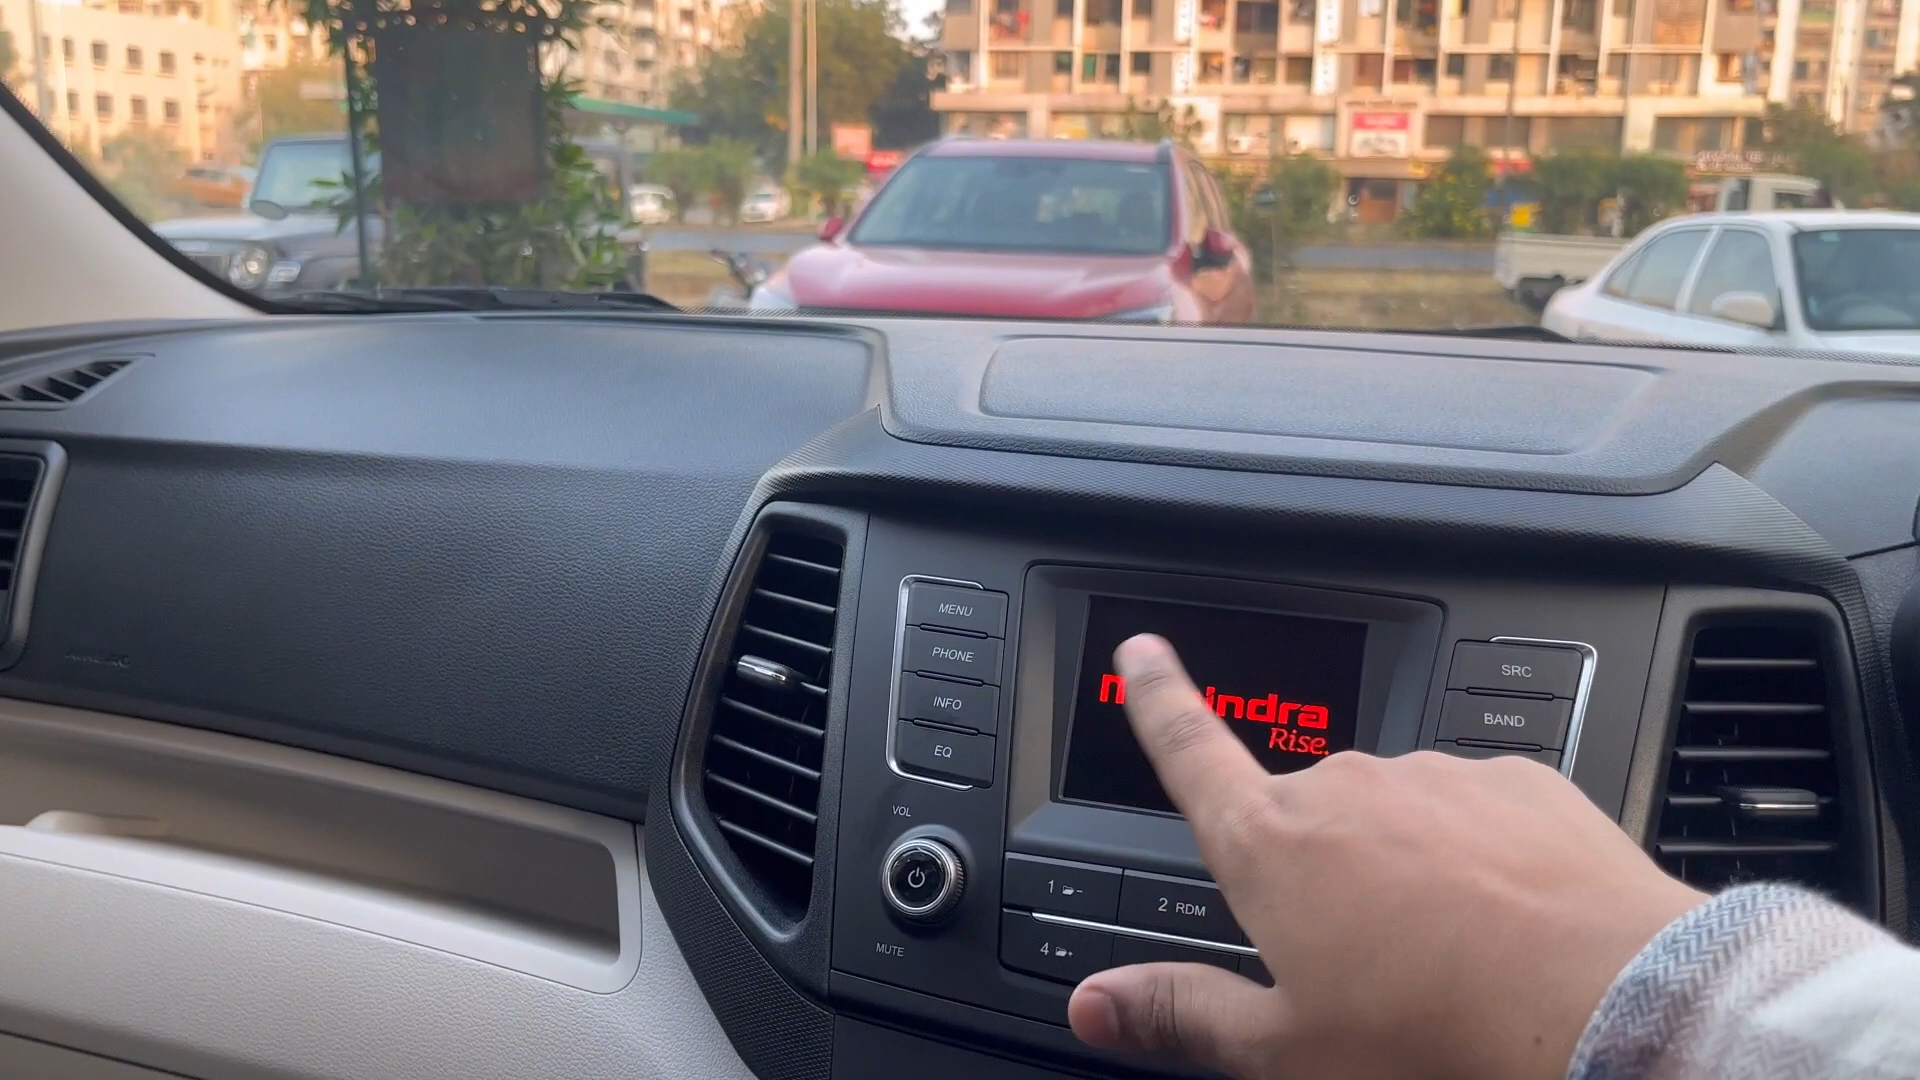 MENU
PHONE
INFO
EQ
VOL
MUTE
Rise.
SRC
BAND
1
2 RDM
4